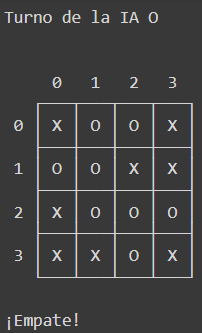 Turno de la IA O
0 1 2 3
0 X O O X
1 O O X X
2 X O O O
3 X X O X
¡Empate!